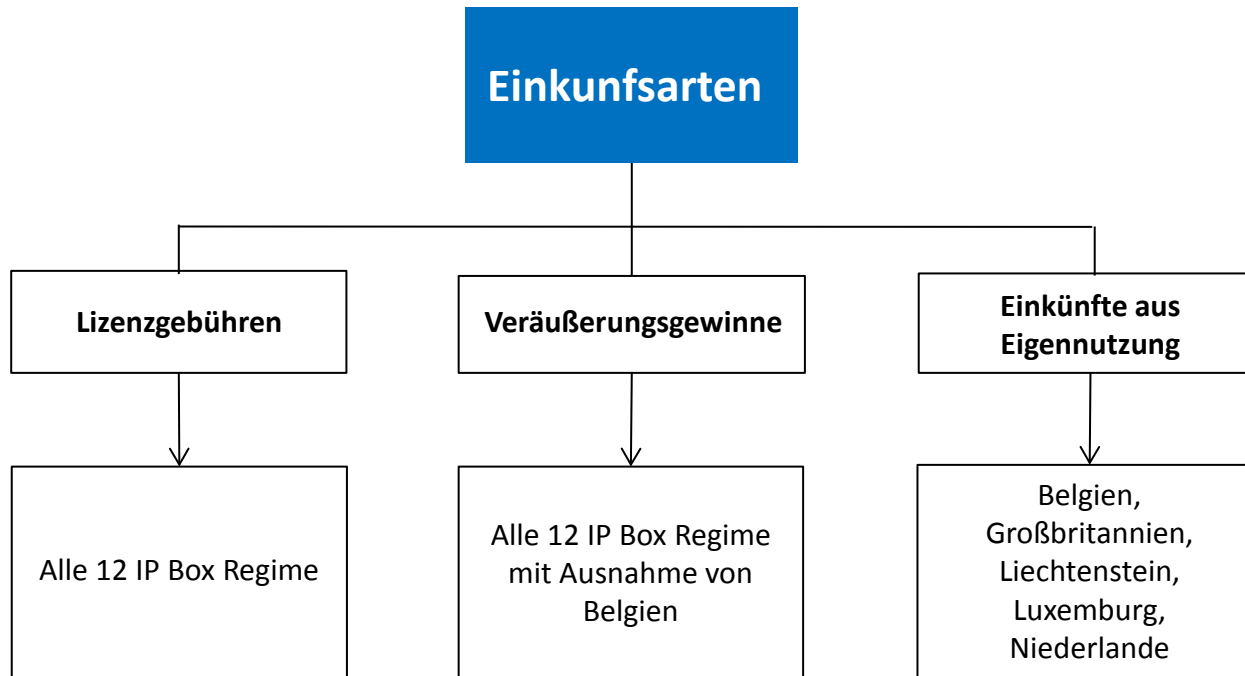 Einkunfsarten
Lizenzgebühren
Veräußerungsgewinne
Einkünfte aus
Eigennutzung
Alle 12 IP Box Regime
Alle 12 IP Box Regime
mit Ausnahme von
Belgien
Belgien,
Großbritannien,
Liechtenstein,
Luxemburg,
Niederlande